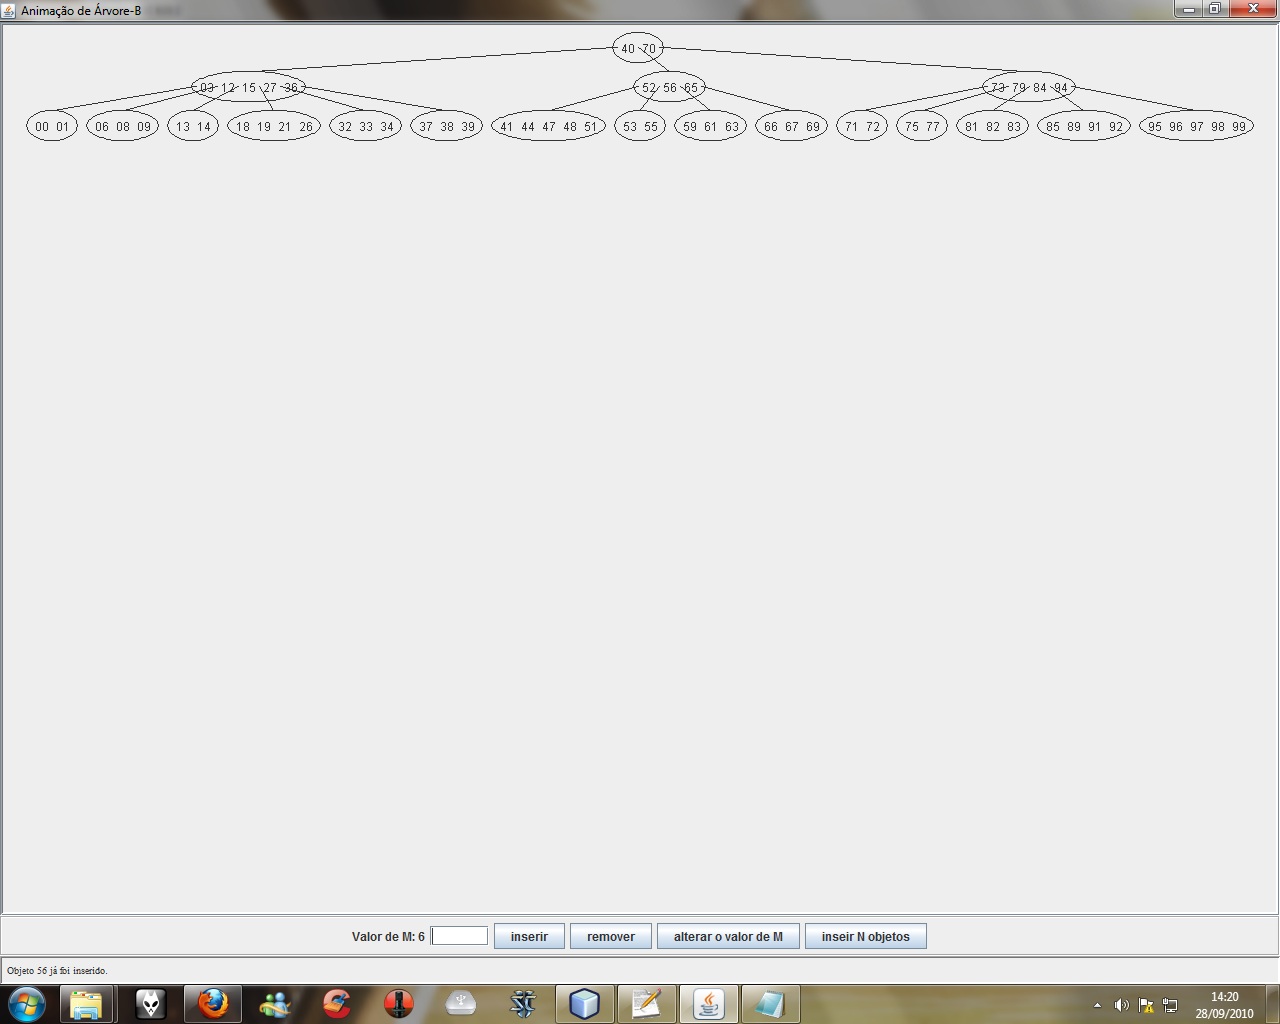 Animação de Árvore-B
40 70
03 12 15 27 36 52 56 65 73 79 84 94
00 01 06 08 09 13 14 18 19 21 26 32 33 34 37 38 39 41 44 47 48 51 53 55 59 61 63 66 67 69 71 72 75 77 81 82 83 85 89 91 92 95 96 97 98 99
Valor de M: 6 inserir remover alterar o valor de M inseir N objetos
Objeto 56 já foi inserido.
14:20
28/09/2010